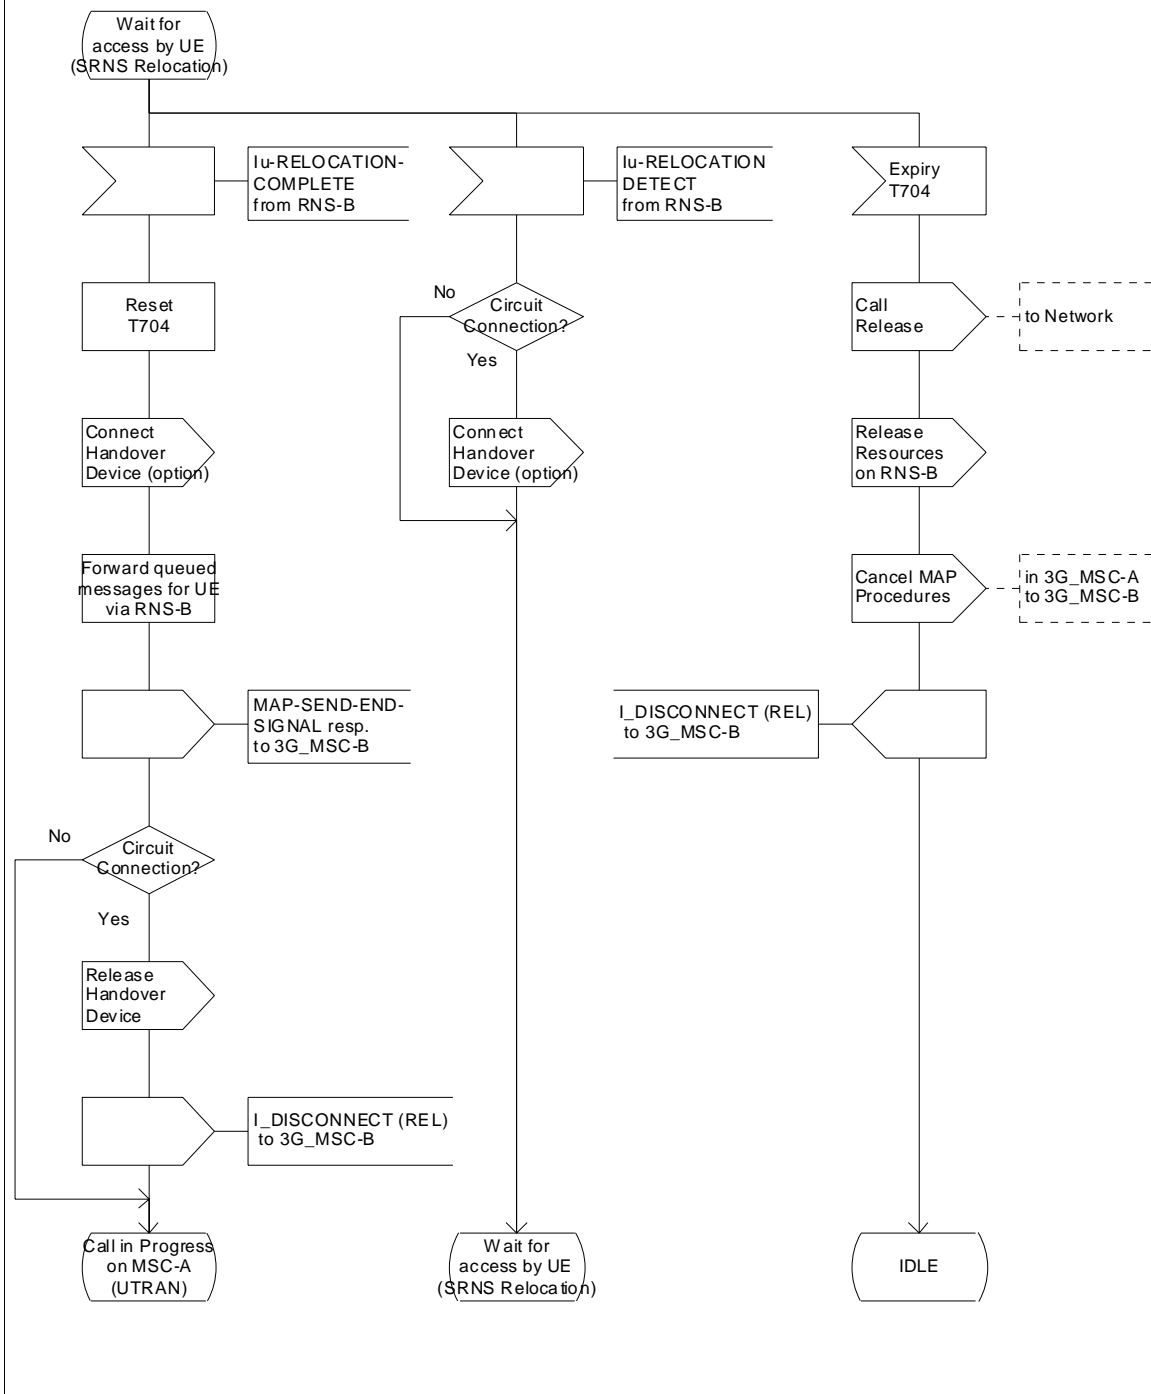 Wait for
access by UE
(SRNS Relocation)
Iu-RELOCATION-
COMPLETE
from RNS-B
Iu-RELOCATION
DETECT
from RNS-B
Expiry
T704
Reset
T704
No
Circuit
Connection?
Yes
Call
Release
to Network
Connect
Handover
Device (option)
Connect
Handover
Device (option)
Release
Resources
on RNS-B
Forward queued
messages for UE
via RNS-B
Cancel MAP
Procedures
in 3G_MSC-A
to 3G_MSC-B
MAP-SEND-END-
SIGNAL resp.
to 3G_MSC-B
I_DISCONNECT (REL)
to 3G_MSC-B
No
Circuit
Connection?
Yes
Release
Handover
Device
I_DISCONNECT (REL)
to 3G_MSC-B
Call in Progress
on MSC-A
(UTRAN)
Wait for
access by UE
(SRNS Relocation)
IDLE